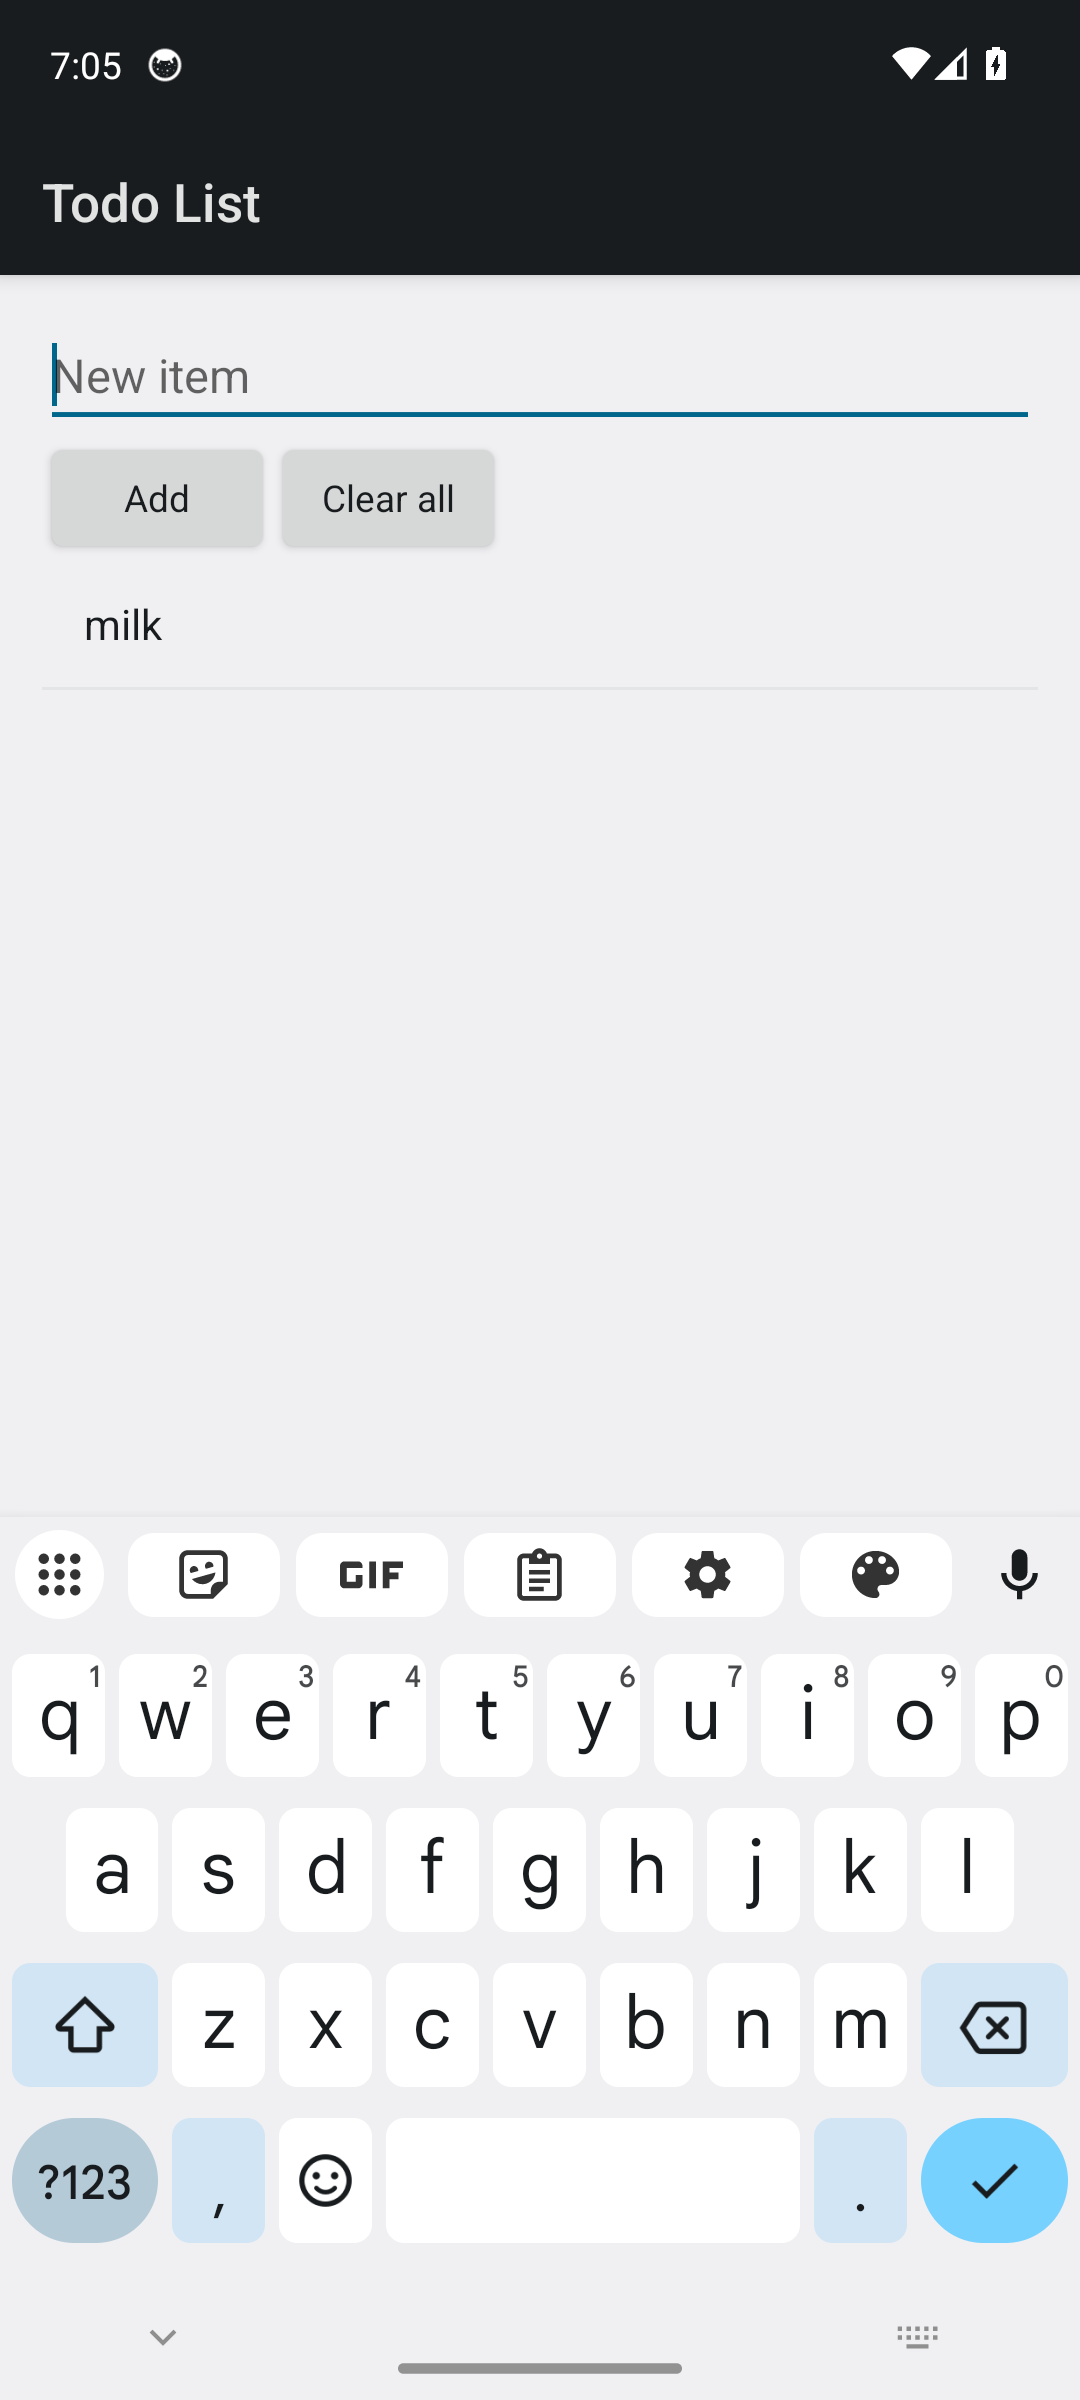 7:05
Todo List
New item
Add Clear all
milk
GIF
q1 w2 e3 r4 t5 y6 u7 i8 o9 p0
a s d f g h j k l
z x c v b n m
?123 , .